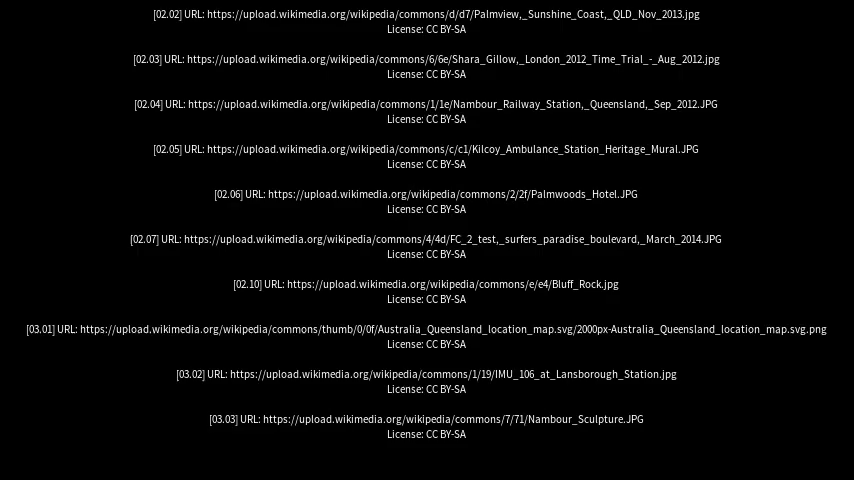 [02.02] URL: https://upload.wikimedia.org/wikipedia/commons/d/d7/Palmview,_Sunshine_Coast,_QLD_Nov_2013.jpg
License: CC BY-SA
[02.03] URL: https://upload.wikimedia.org/wikipedia/commons/6/6e/Shara_Gillow,_London_2012_Time_Trial_-_Aug_2012.jpg
License: CC BY-SA
[02.04] URL: https://upload.wikimedia.org/wikipedia/commons/1/1e/Nambour_Railway_Station,_Queensland,_Sep_2012.JPG
License: CC BY-SA
[02.05] URL: https://upload.wikimedia.org/wikipedia/commons/c/c1/Kilcoy_Ambulance_Station_Heritage_Mural.JPG
License: CC BY-SA
[02.06] URL: https://upload.wikimedia.org/wikipedia/commons/2/2f/Palmwoods_Hotel.JPG
License: CC BY-SA
[02.07] URL: https://upload.wikimedia.org/wikipedia/commons/4/4d/FC_2_test,_surfers_paradise_boulevard,_March_2014.JPG
License: CC BY-SA
[02.10] URL: https://upload.wikimedia.org/wikipedia/commons/e/e4/Bluff_Rock.jpg
License: CC BY-SA
[03.01] URL: https://upload.wikimedia.org/wikipedia/commons/thumb/0/0f/Australia_Queensland_location_map.svg/2000px-Australia_Queensland_location_map.svg.png
License: CC BY-SA
[03.02] URL: https://upload.wikimedia.org/wikipedia/commons/1/19/IMU_106_at_Lansborough_Station.jpg
License: CC BY-SA
[03.03] URL: https://upload.wikimedia.org/wikipedia/commons/7/71/Nambour_Sculpture.JPG
License: CC BY-SA